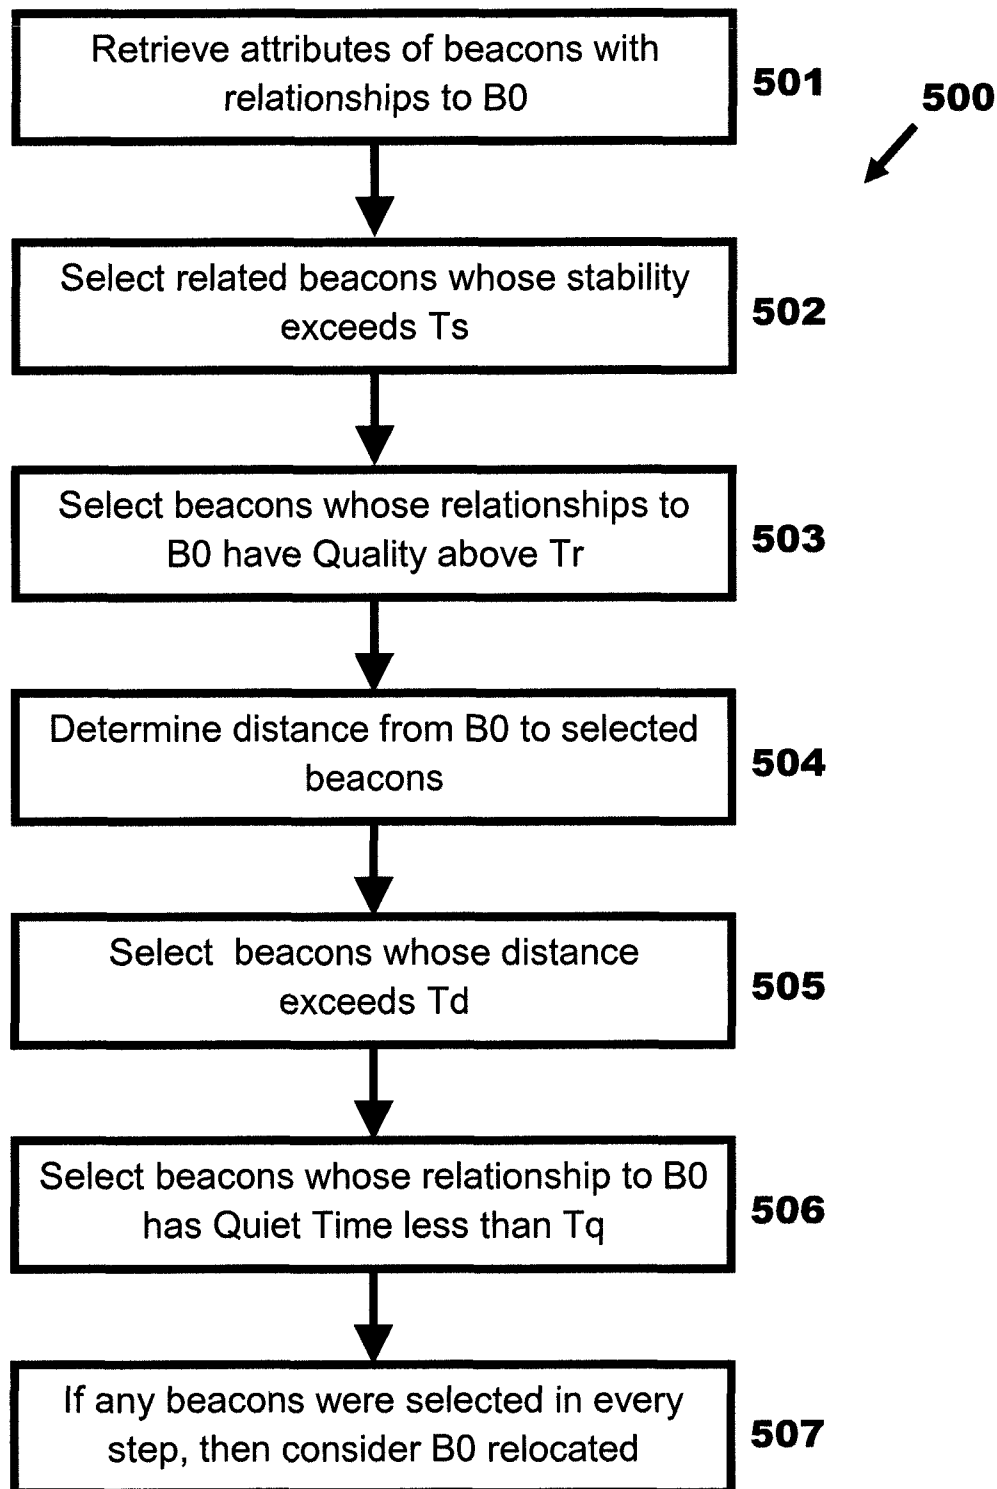 Retrieve attributes of beacons with
relationships to B0
501
500
Select related beacons whose stability
exceeds Ts
502
Select beacons whose relationships to
B0 have Quality above Tr
503
Determine distance from B0 to selected
beacons
504
Select beacons whose distance
exceeds Td
505
Select beacons whose relationship to B0
has Quiet Time less than Tq
506
If any beacons were selected in every
step, then consider B0 relocated
507